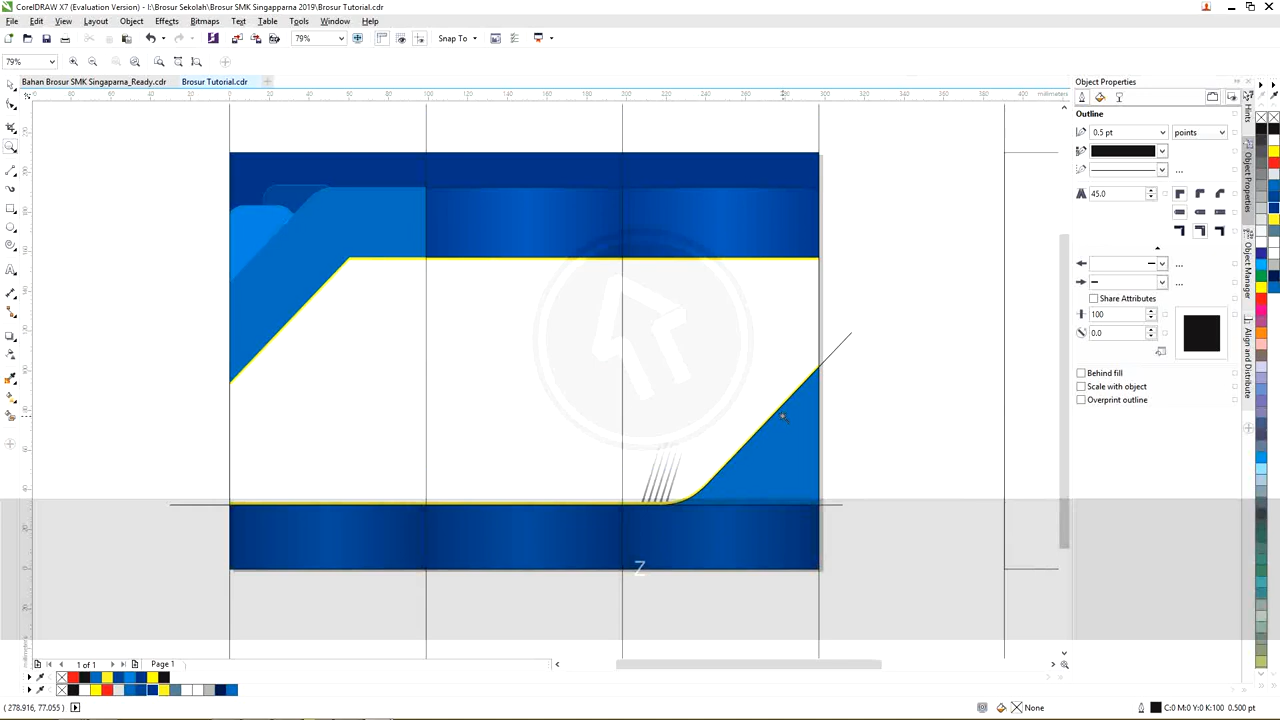 CorelDRAW X7 (Evaluation Version) - I:\Brosur Sekolah\Brosur SMK Singapparna 2019\Brosur Tutorial.cdr
File Edit View Layout Object Effects Bitmaps Text Table Tools Window Help
79% Snap To
79%
Bahan Brosur SMK Singaparna_Ready.cdr Brosur Tutorial.cdr
Object Properties
millimeters
Outline
0.5 pt points
45.0
Share Attributes
100
0.0
Behind fill
Scale with object
Overprint outline
Hints
Object Properties
Object Manager
Align and Distribute
Z
1 of 1 Page 1
(278.916, 77.055) None C:0 M:0 Y:0 K:100 0.500 pt